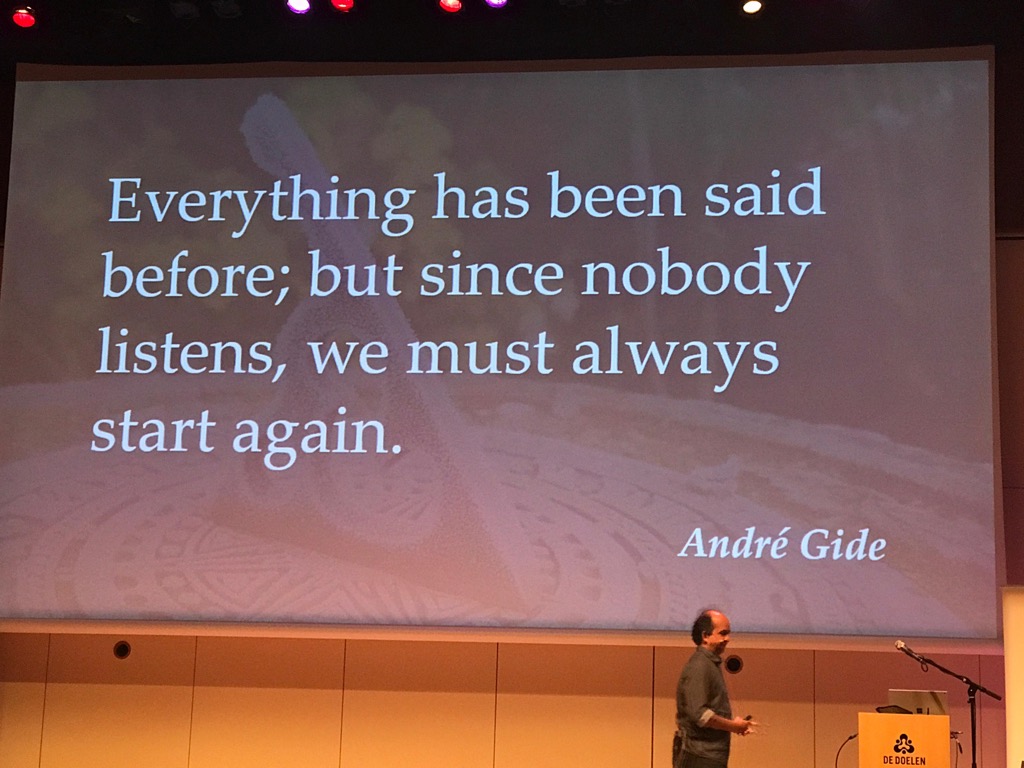 Everything has been said
before; but since nobody
listens, we must always
start again.
André Gide
DE DOELEN